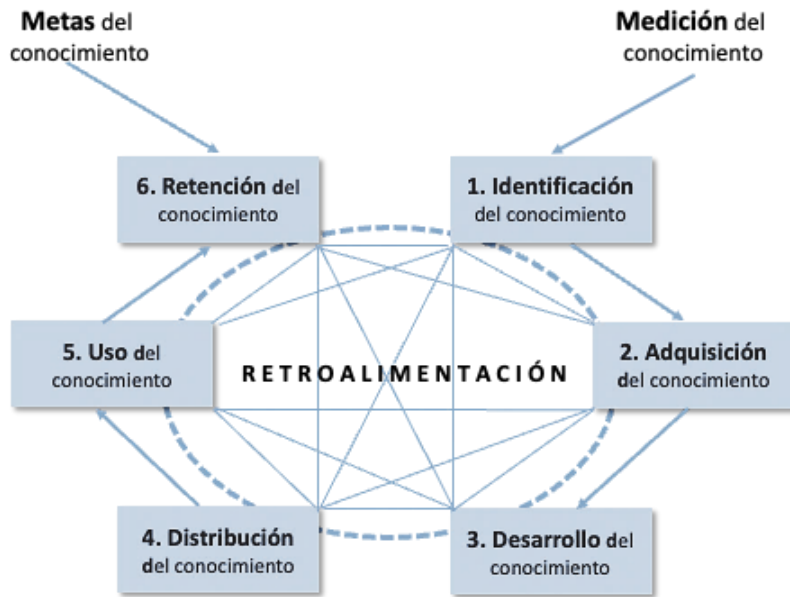 Metas del
conocimiento
Medición del
conocimiento
6. Retención del
conocimiento
1. Identificación
del conocimiento
5. Uso del
conocimiento
RETROALIMENTACIÓN
2. Adquisición
del conocimiento
4. Distribución
del conocimiento
3. Desarrollo del
conocimiento